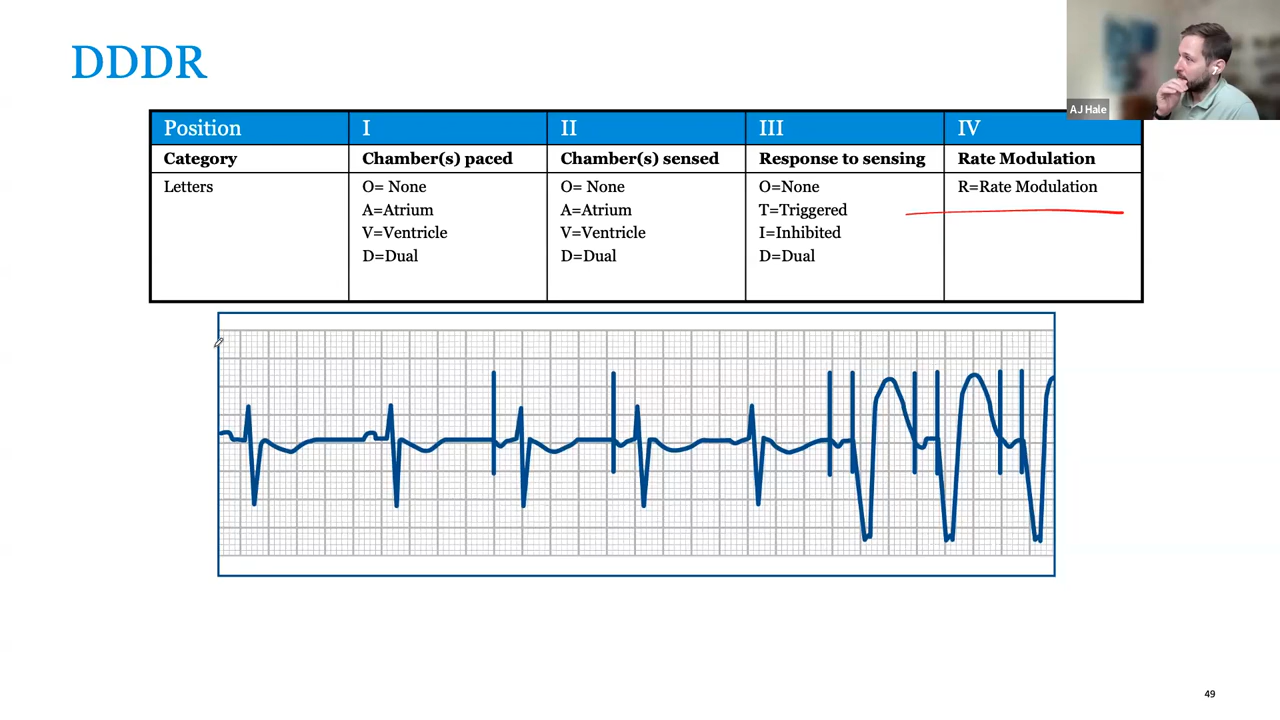 DDDR
AJ Hale
Position I II III IV
Category Chamber(s) paced Chamber(s) sensed Response to sensing Rate Modulation
Letters O= None O= None O=None R=Rate Modulation
A=Atrium A=Atrium T=Triggered
V=Ventricle V=Ventricle I=Inhibited
D=Dual D=Dual D=Dual
49